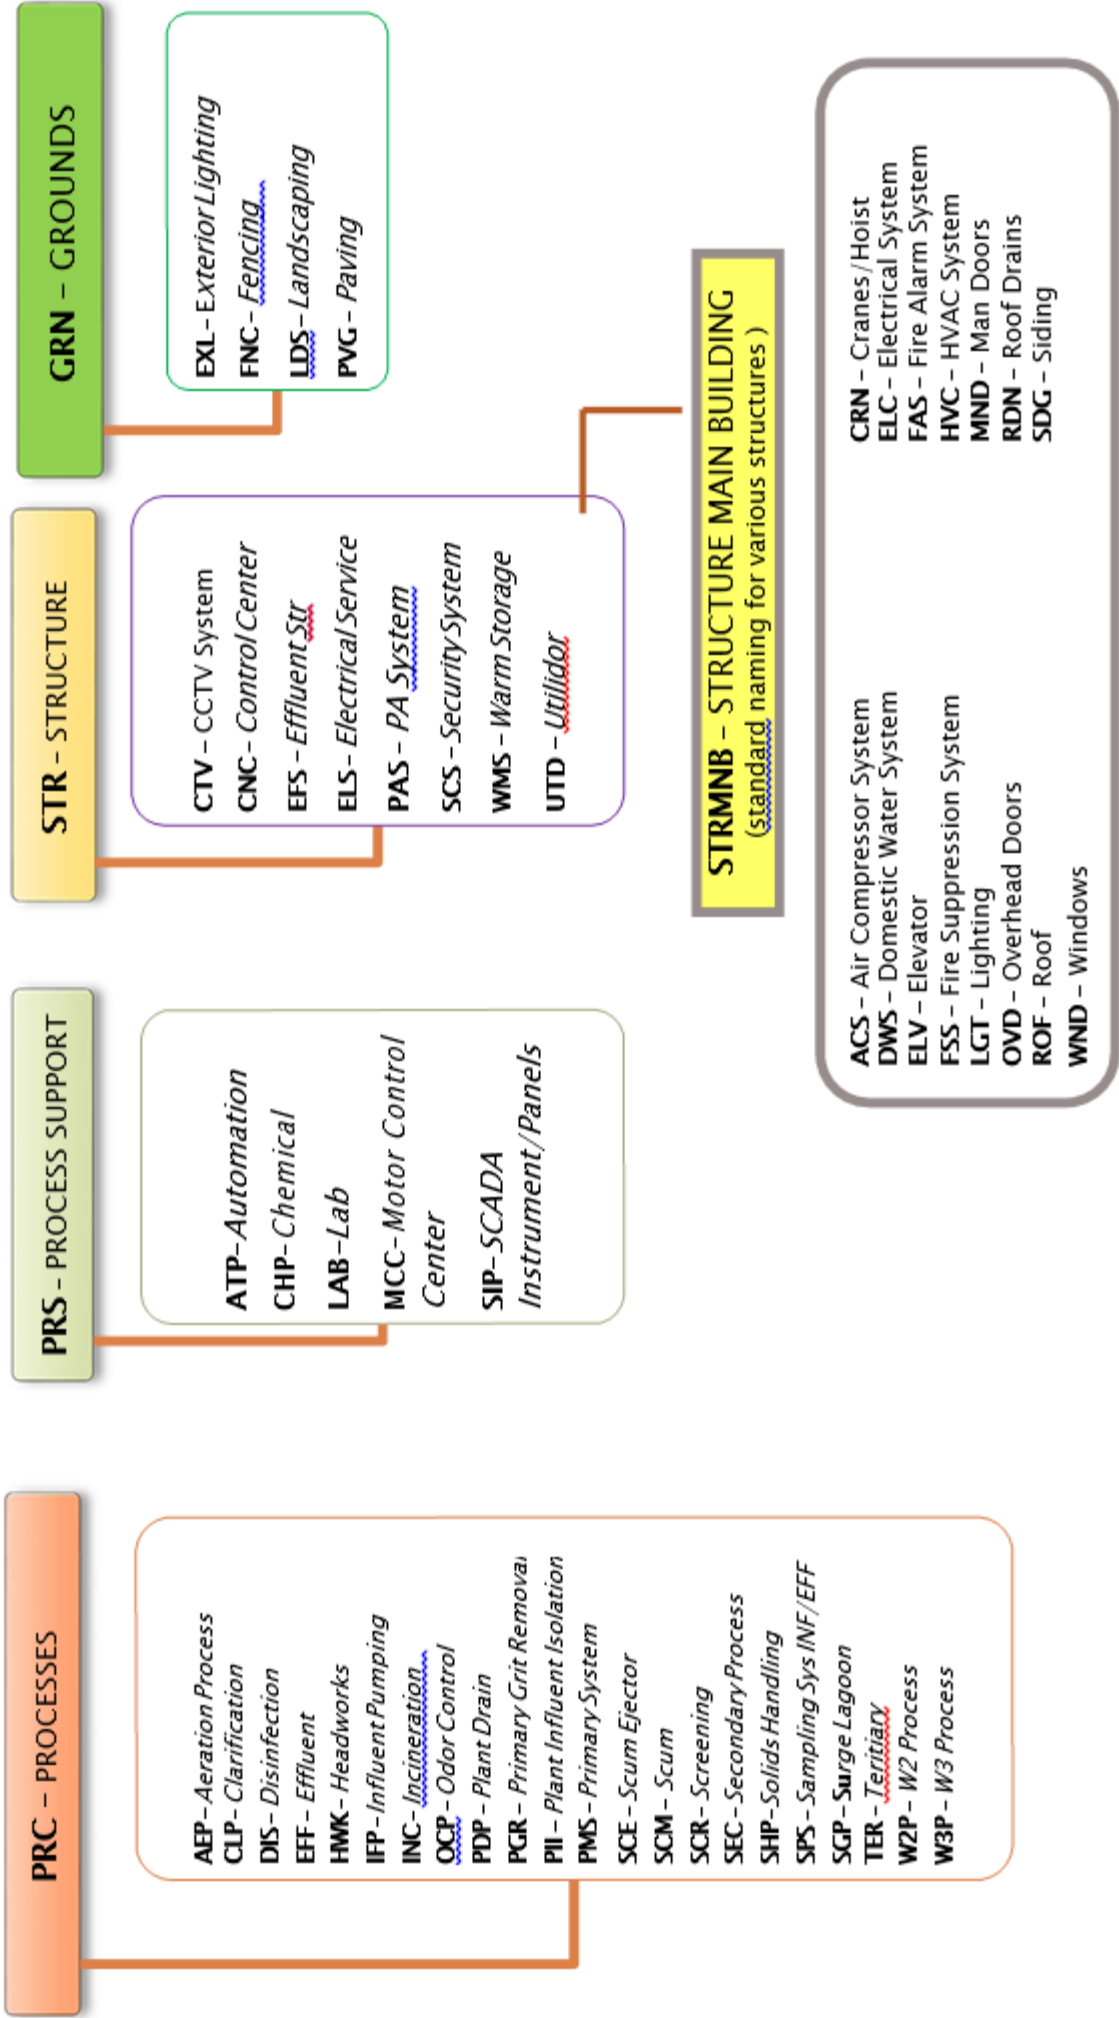 PRC – PROCESSES
AEP– Aeration Process
CLP – Clarification
DIS – Disinfection
EFF – Effluent
HWK – Headworks
IFP – Influent Pumping
INC– Incineration
OCP – Odor Control
PDP – Plant Drain
PGR – Primary Grit Removal
PII – Plant Influent Isolation
PMS – Primary System
SCE – Scum Ejector
SCM – Scum
SCR – Screening
SEC – Secondary Process
SHP –Solids Handling
SPS – Sampling Sys INF/EFF
SGP – Surge Lagoon
TER – Teritiary
W2P – W2 Process
W3P – W3 Process
PRS – PROCESS SUPPORT
ATP– Automation
CHP– Chemical
LAB –Lab
MCC– Motor Control
Center
SIP– SCADA
Instrument/Panels
STR – STRUCTURE
CTV – CCTV System
CNC – Control Center
EFS – Effluent Str
ELS – Electrical Service
PAS – PA System
SCS – Security System
WMS – Warm Storage
UTD – Utilidor
GRN – GROUNDS
EXL – Exterior Lighting
FNC – Fencing
LDS– Landscaping
PVG – Paving
STRMNB – STRUCTURE MAIN BUILDING
(standard naming for various structures )
ACS – Air Compressor System
DWS – Domestic Water System
ELV – Elevator
FSS – Fire Suppression System
LGT – Lighting
OVD – Overhead Doors
ROF – Roof
WND – Windows
CRN – Cranes/Hoist
ELC – Electrical System
FAS – Fire Alarm System
HVC – HVAC System
MND – Man Doors
RDN – Roof Drains
SDG – Siding